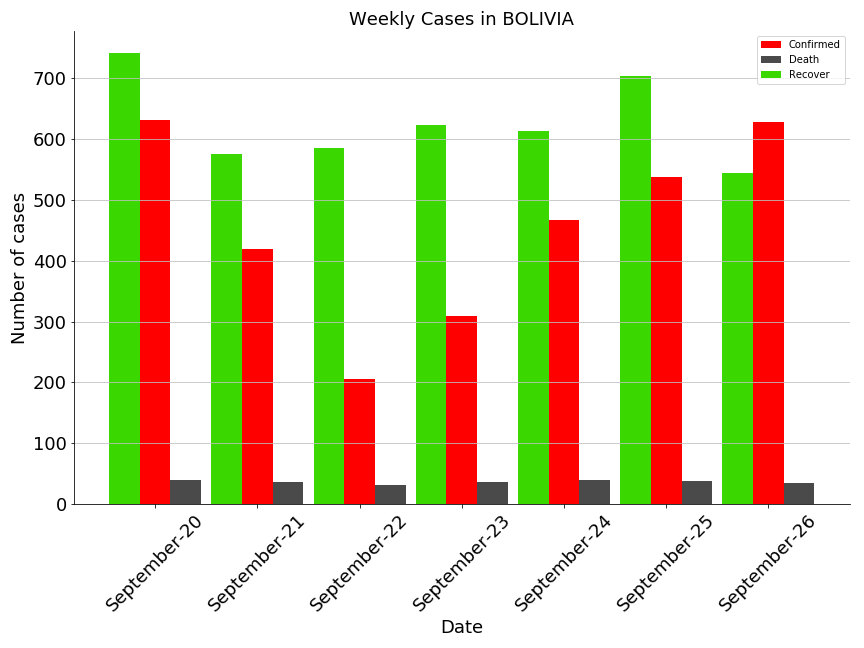 Weekly Cases in BOLIVIA
Confirmed
Death
Recover
Number of cases
700
600
500
400
300
200
100
0
September-20
September-21
September-22
September-23
September-24
September-25
September-26
Date